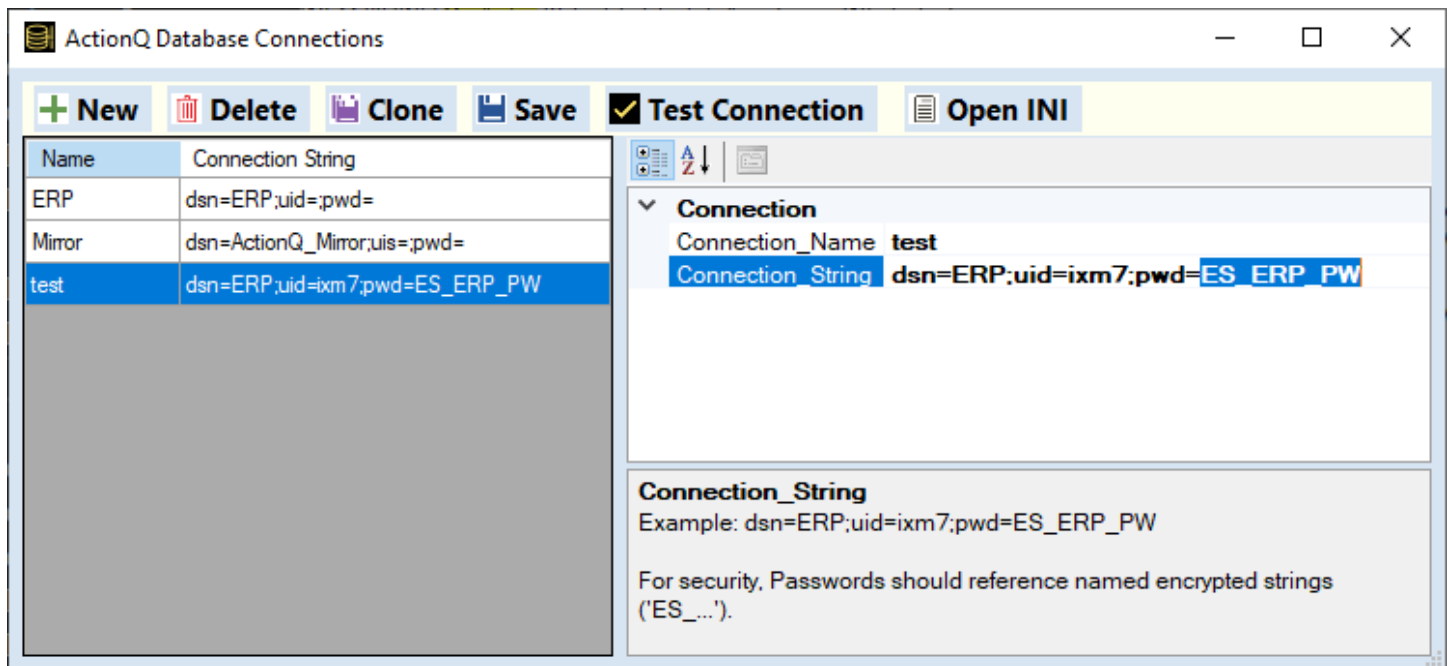 ActionQ Database Connections
New Delete Clone Save Test Connection Open INI
Name Connection String
ERP dsn=ERP;uid=;pwd=
Mirror dsn=ActionQ_Mirror;uis=;pwd=
test dsn=ERP;uid=ixm7;pwd=ES_ERP_PW
Connection
Connection_Name test
Connection_String dsn=ERP;uid=ixm7;pwd=ES_ERP_PW
Connection_String
Example: dsn=ERP;uid=ixm7;pwd=ES_ERP_PW
For security, Passwords should reference named encrypted strings
('ES_...').